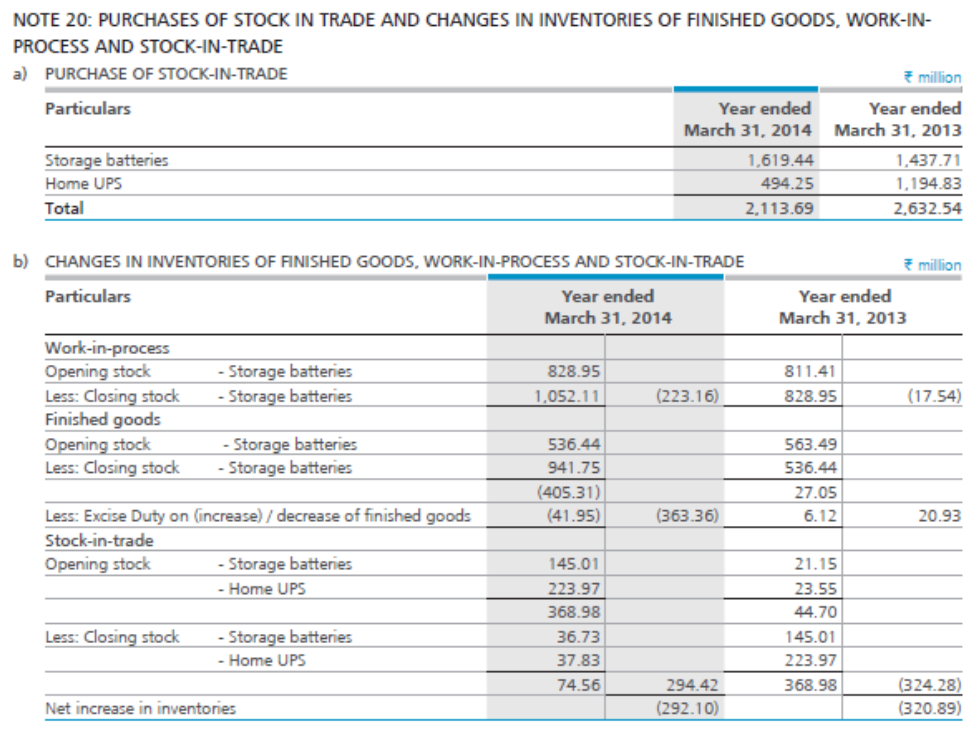 NOTE 20: PURCHASES OF STOCK IN TRADE AND CHANGES IN INVENTORIES OF FINISHED GOODS, WORK-IN-
PROCESS AND STOCK-IN-TRADE
a) PURCHASE OF STOCK-IN-TRADE ₹ million
Particulars Year ended Year ended
March 31, 2014 March 31, 2013
Storage batteries 1,619.44 1,437.71
Home UPS 494.25 1,194.83
Total 2,113.69 2,632.54
b) CHANGES IN INVENTORIES OF FINISHED GOODS, WORK-IN-PROCESS AND STOCK-IN-TRADE ₹ million
Particulars Year ended Year ended
March 31, 2014 March 31, 2013
Work-in-process
Opening stock - Storage batteries 828.95 811.41
Less: Closing stock - Storage batteries 1,052.11 (223.16) 828.95 (17.54)
Finished goods
Opening stock - Storage batteries 536.44 563.49
Less: Closing stock - Storage batteries 941.75 536.44
(405.31) 27.05
Less: Excise Duty on (increase) / decrease of finished goods (41.95) (363.36) 6.12 20.93
Stock-in-trade
Opening stock - Storage batteries 145.01 21.15
- Home UPS 223.97 23.55
368.98 44.70
Less: Closing stock - Storage batteries 36.73 145.01
- Home UPS 37.83 223.97
74.56 294.42 368.98 (324.28)
Net increase in inventories (292.10) (320.89)